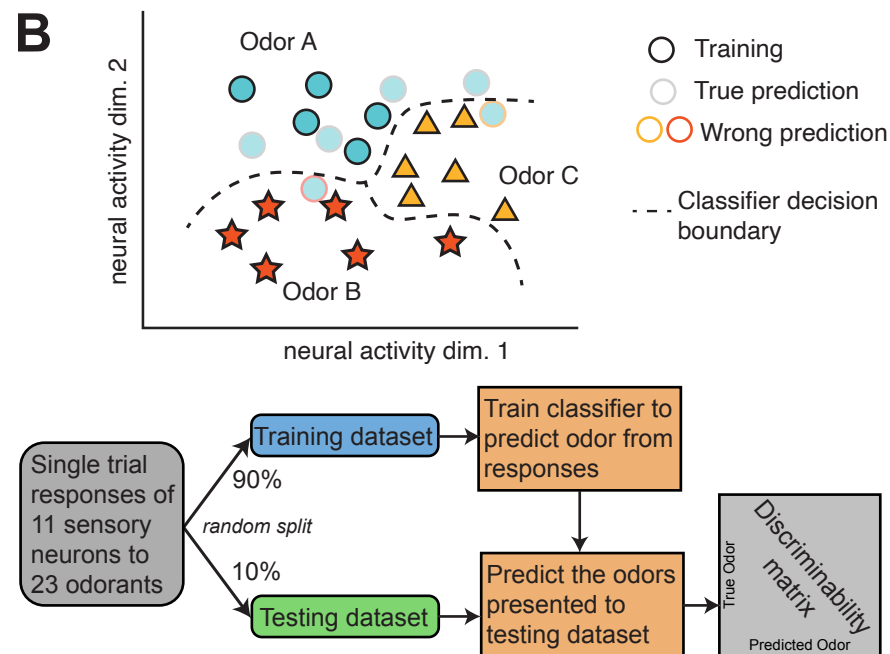 B
Odor A
Training
True prediction
Wrong prediction
Odor C
Classifier decision
boundary
Odor B
neural activity dim. 2
neural activity dim. 1
Single trial
responses of
11 sensory
neurons to
23 odorants
90%
random split
10%
Training dataset
Testing dataset
Train classifier to
predict odor from
responses
Predict the odors
presented to
testing dataset
True Odor
Discriminability
matrix
Predicted Odor